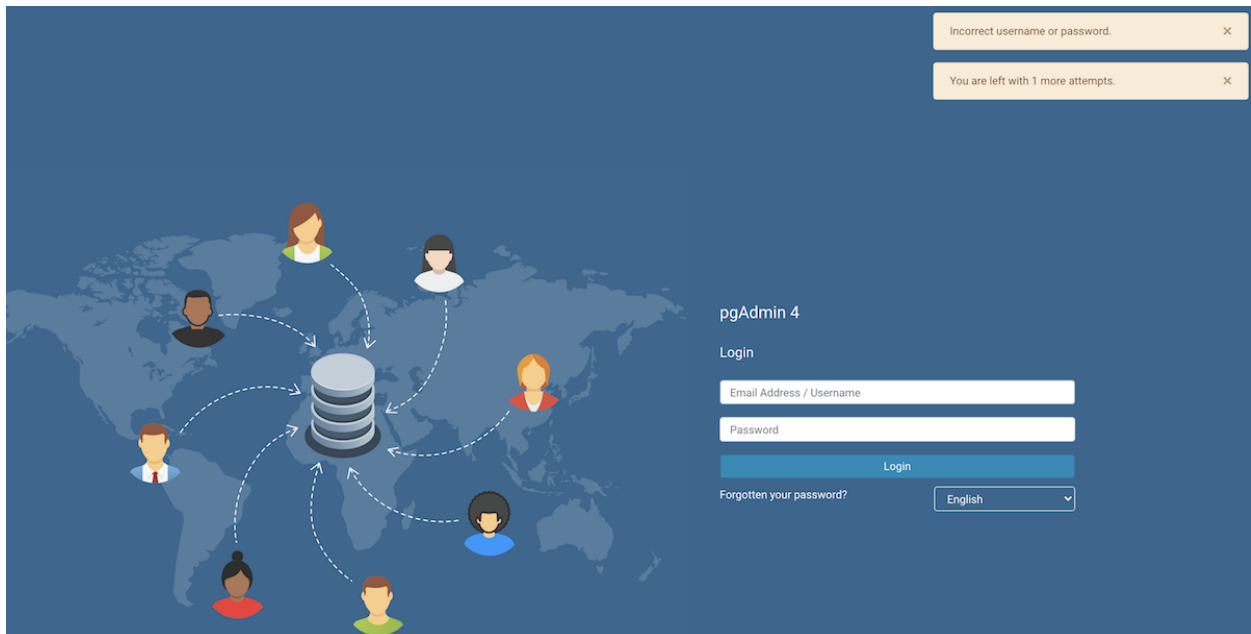 Incorrect username or password.
×
You are left with 1 more attempts.
×
pgAdmin 4
Login
Email Address / Username
Password
Login
Forgotten your password?
English